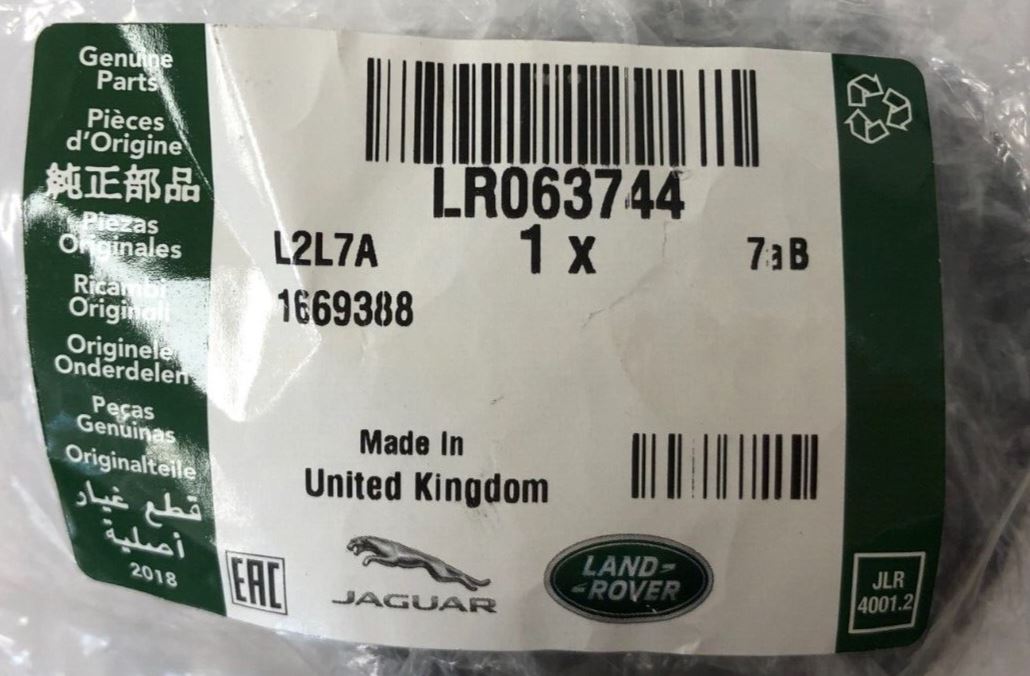 Genuine
Parts
Pièces
d'Origine
純正部品
Piezas
Originales
Ricambi
Originali
Originele
Onderdelen
Peças
Genuínas
Originalteile
قطع غيار
أصلية
2018
LR063744
L2L7A
1 x
7aB
1669388
Made In
United Kingdom
EAC
JAGUAR
LAND-
-ROVER
JLR
4001.2